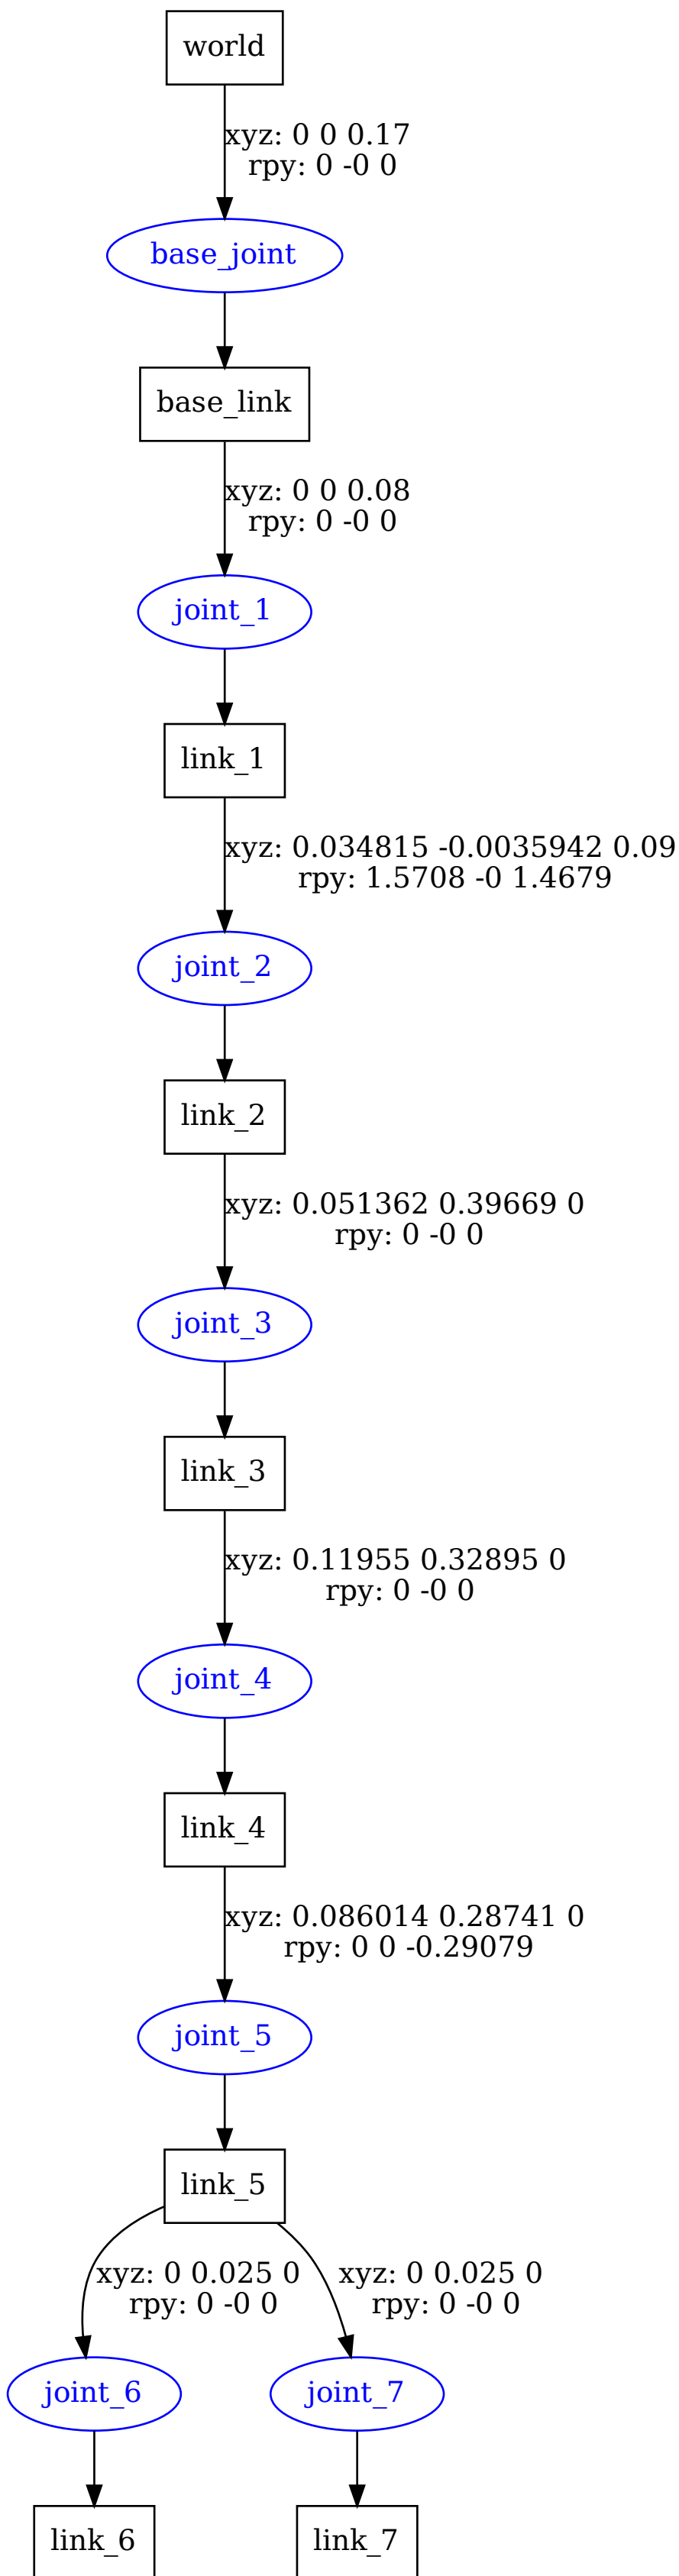 world
xyz: 0 0 0.17
rpy: 0 -0 0
base_joint
base_link
xyz: 0 0 0.08
rpy: 0 -0 0
joint_1
link_1
xyz: 0.034815 -0.0035942 0.09
rpy: 1.5708 -0 1.4679
joint_2
link_2
xyz: 0.051362 0.39669 0
rpy: 0 -0 0
joint_3
link_3
xyz: 0.11955 0.32895 0
rpy: 0 -0 0
joint_4
link_4
xyz: 0.086014 0.28741 0
rpy: 0 0 -0.29079
joint_5
link_5
xyz: 0 0.025 0
rpy: 0 -0 0
xyz: 0 0.025 0
rpy: 0 -0 0
joint_6
joint_7
link_6
link_7